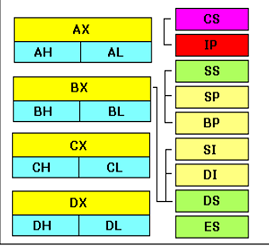 AX
AH AL
BX
BH BL
CX
CH CL
DX
DH DL
CS
IP
SS
SP
BP
SI
DI
DS
ES